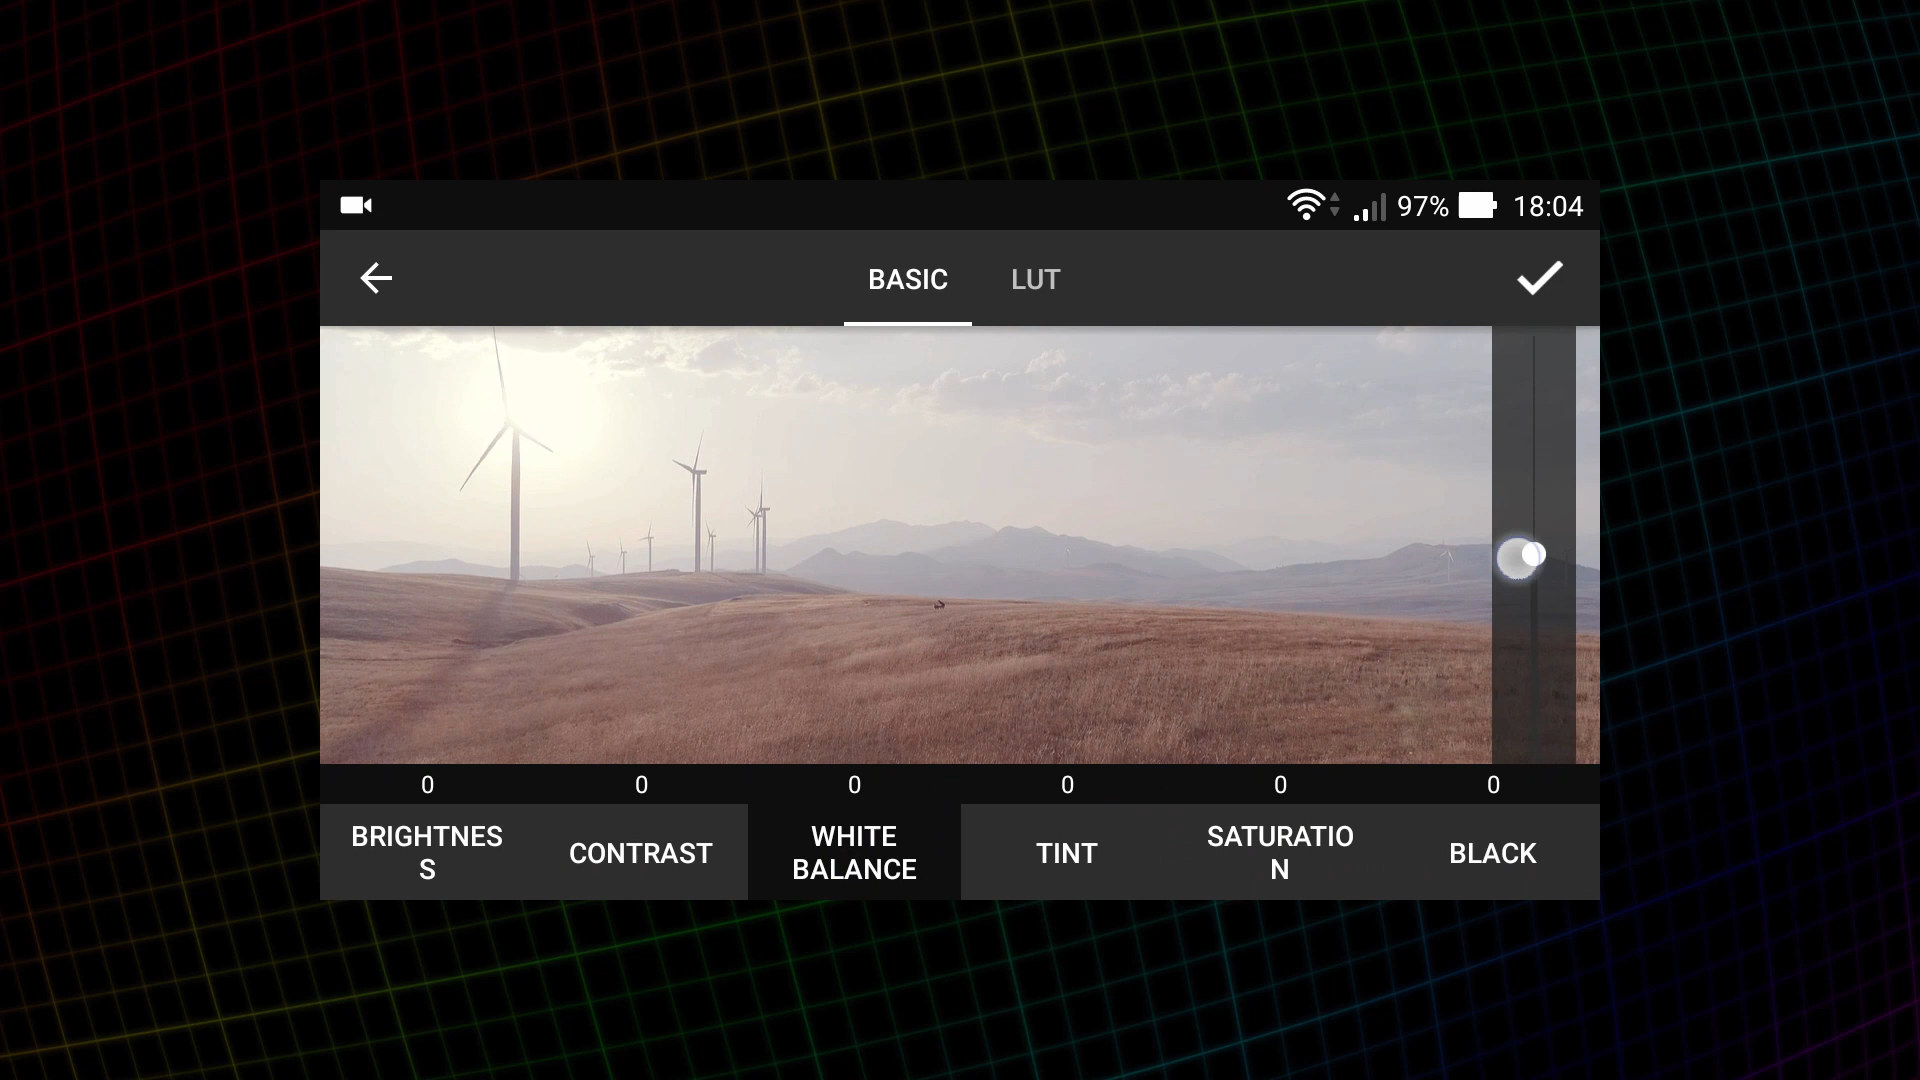 97% 18:04
BASIC LUT
0 0 0 0 0 0
BRIGHTNES
S
CONTRAST
WHITE
BALANCE
TINT
SATURATIO
N
BLACK